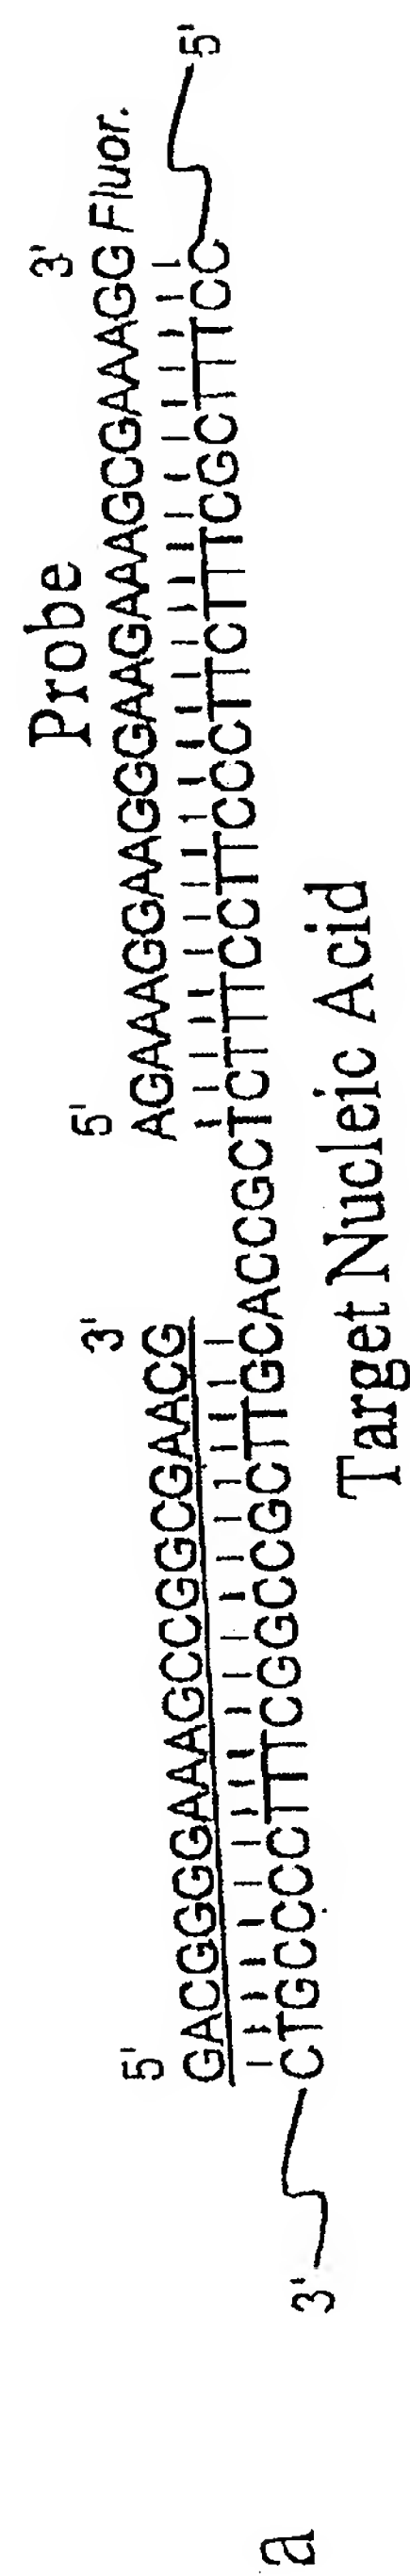 Probe
5' 3' 5' 3'
GACGGGGAAAGCCGGCGAACG AGAAAGGAAGGGAAGAAAGCGAAAGG Fluor.
CTGCCCCTTTCGGCCGCTTGCACCGCTCTTTCCTTCCCTTCTTTCGCTTTCC
3' 5'
Target Nucleic Acid
a